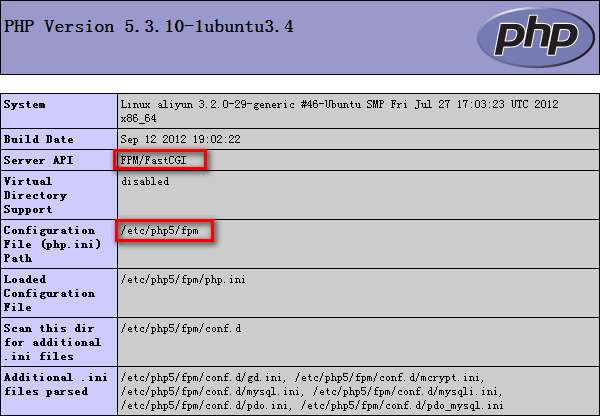 PHP Version 5.3.10-1ubuntu3.4
php
System
Linux aliyun 3.2.0-29-generic #46-Ubuntu SMP Fri Jul 27 17:03:23 UTC 2012
x86_64
Build Date
Sep 12 2012 19:02:22
Server API
FPM/FastCGI
Virtual
Directory
Support
disabled
Configuration
File (php.ini)
Path
/etc/php5/fpm
Loaded
Configuration
File
/etc/php5/fpm/php.ini
Scan this dir
for additional
.ini files
/etc/php5/fpm/conf.d
Additional .ini
files parsed
/etc/php5/fpm/conf.d/gd.ini, /etc/php5/fpm/conf.d/mcrypt.ini,
/etc/php5/fpm/conf.d/mysql.ini, /etc/php5/fpm/conf.d/mysqli.ini,
/etc/php5/fpm/conf.d/pdo.ini, /etc/php5/fpm/conf.d/pdo_mysql.ini